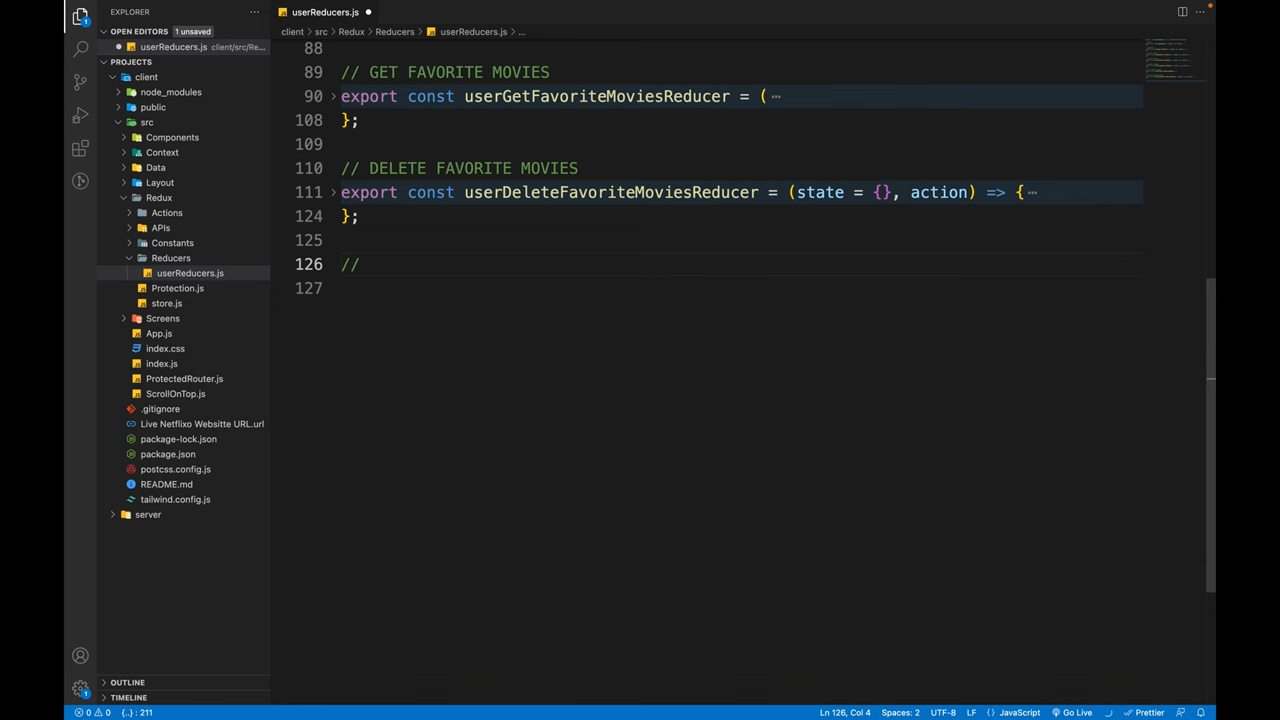 EXPLORER
OPEN EDITORS 1 unsaved
userReducers.js client/src/Re...
PROJECTS
client
node_modules
public
src
Components
Context
Data
Layout
Redux
Actions
APIs
Constants
Reducers
userReducers.js
Protection.js
store.js
Screens
App.js
index.css
index.js
ProtectedRouter.js
ScrollOnTop.js
.gitignore
Live Netflixo Websitte URL.url
package-lock.json
package.json
postcss.config.js
README.md
tailwind.config.js
server
OUTLINE
TIMELINE
userReducers.js
client > src > Redux > Reducers > userReducers.js > ...
88
89 // GET FAVORITE MOVIES
90 export const userGetFavoriteMoviesReducer = (
108 };
109
110 // DELETE FAVORITE MOVIES
111 export const userDeleteFavoriteMoviesReducer = (state = {}, action) => {
124 };
125
126 //
127
1
1
0 0 {..} : 211 Ln 126, Col 4 Spaces: 2 UTF-8 LF {} JavaScript Go Live Prettier